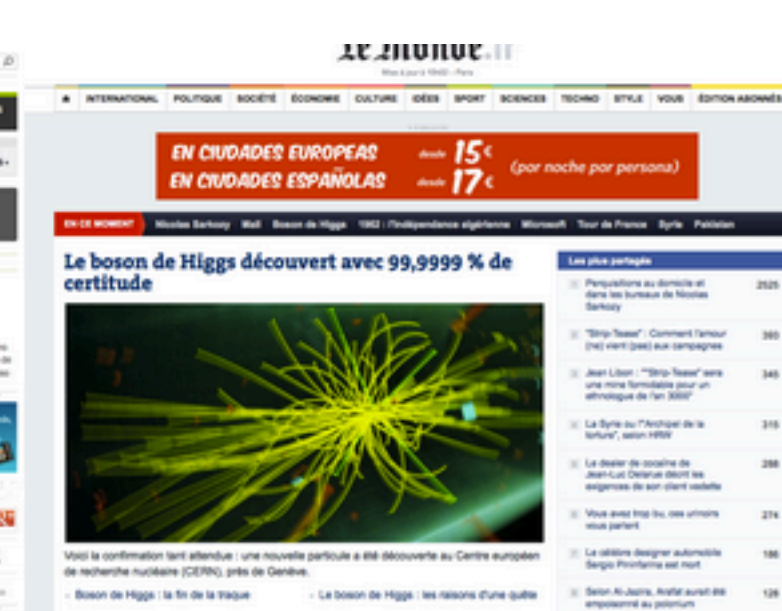 Le Monde.fr
INTERNATIONAL POLITIQUE SOCIÉTÉ ÉCONOMIE CULTURE IDÉES SPORT SCIENCES TECHNO STYLE VOUS ÉDITION ABONNÉS
EN CIUDADES EUROPEAS desde 15€
EN CIUDADES ESPAÑOLAS desde 17€
(por noche por persona)
EN CE MOMENT Nicolas Sarkozy Mali Boson de Higgs 1962 : l'indépendance algérienne Microsoft Tour de France Syrie Pakistan
Le boson de Higgs découvert avec 99,9999 % de
certitude
Voici la confirmation tant attendue : une nouvelle particule a été découverte au Centre européen
de recherche nucléaire (CERN), près de Genève.
Boson de Higgs : la fin de la traque
Le boson de Higgs : les raisons d'une quête
Les plus partagés
Perquisitions au domicile et
dans les bureaux de Nicolas
Sarkozy
2525
"Strip-Tease" : Comment l'amour
(ne) vient (pas) aux campagnes
360
Jean Libon : "'Strip-Tease" sera
une mine formidable pour un
ethnologue de l'an 3000"
345
La Syrie ou l'"Archipel de la
torture", selon HRW
315
Le dealer de cocaïne de
Jean-Luc Delarue décrit les
exigences de son client vedette
288
Vous avez trop bu, ces urinoirs
vous parlent
274
Le célèbre designer automobile
Sergio Pininfarina est mort
186
Selon Al-Jazira, Arafat aurait été
empoisonné au polonium